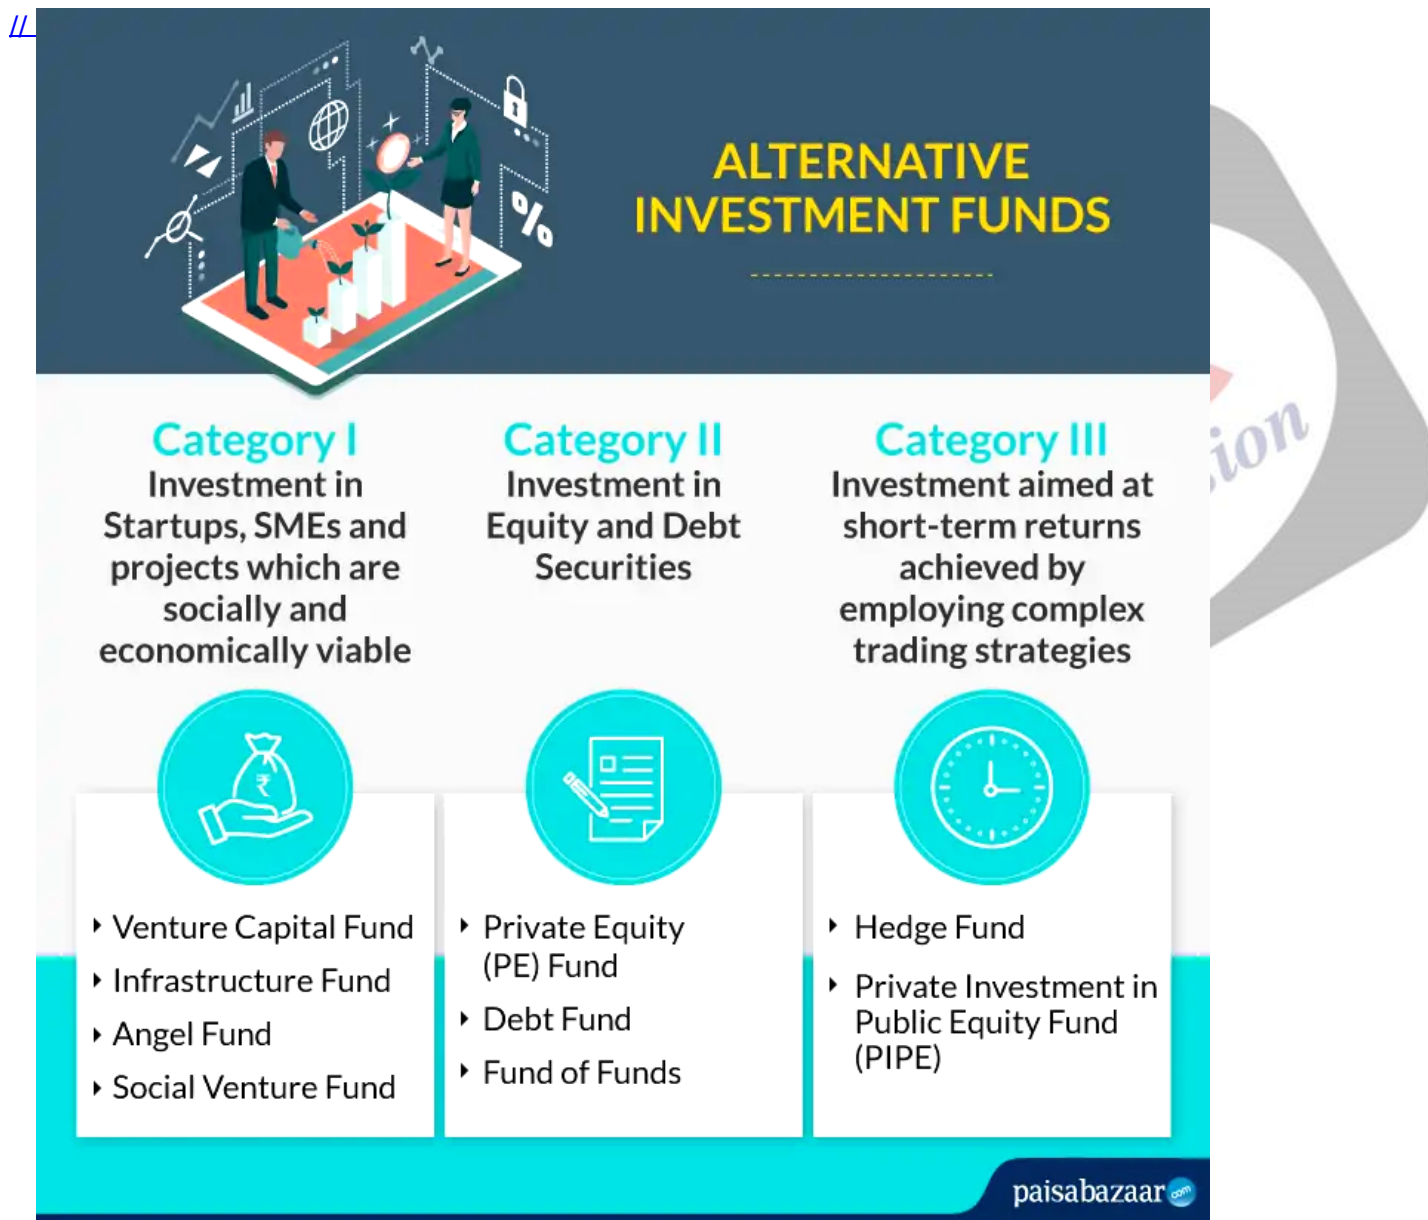 //
ALTERNATIVE
INVESTMENT FUNDS
%
Category I
Investment in
Startups, SMEs and
projects which are
socially and
economically viable
Category II
Investment in
Equity and Debt
Securities
Category III
Investment aimed at
short-term returns
achieved by
employing complex
trading strategies
₹
Venture Capital Fund
Infrastructure Fund
Angel Fund
Social Venture Fund
Private Equity
(PE) Fund
Debt Fund
Fund of Funds
Hedge Fund
Private Investment in
Public Equity Fund
(PIPE)
paisabazaar.com